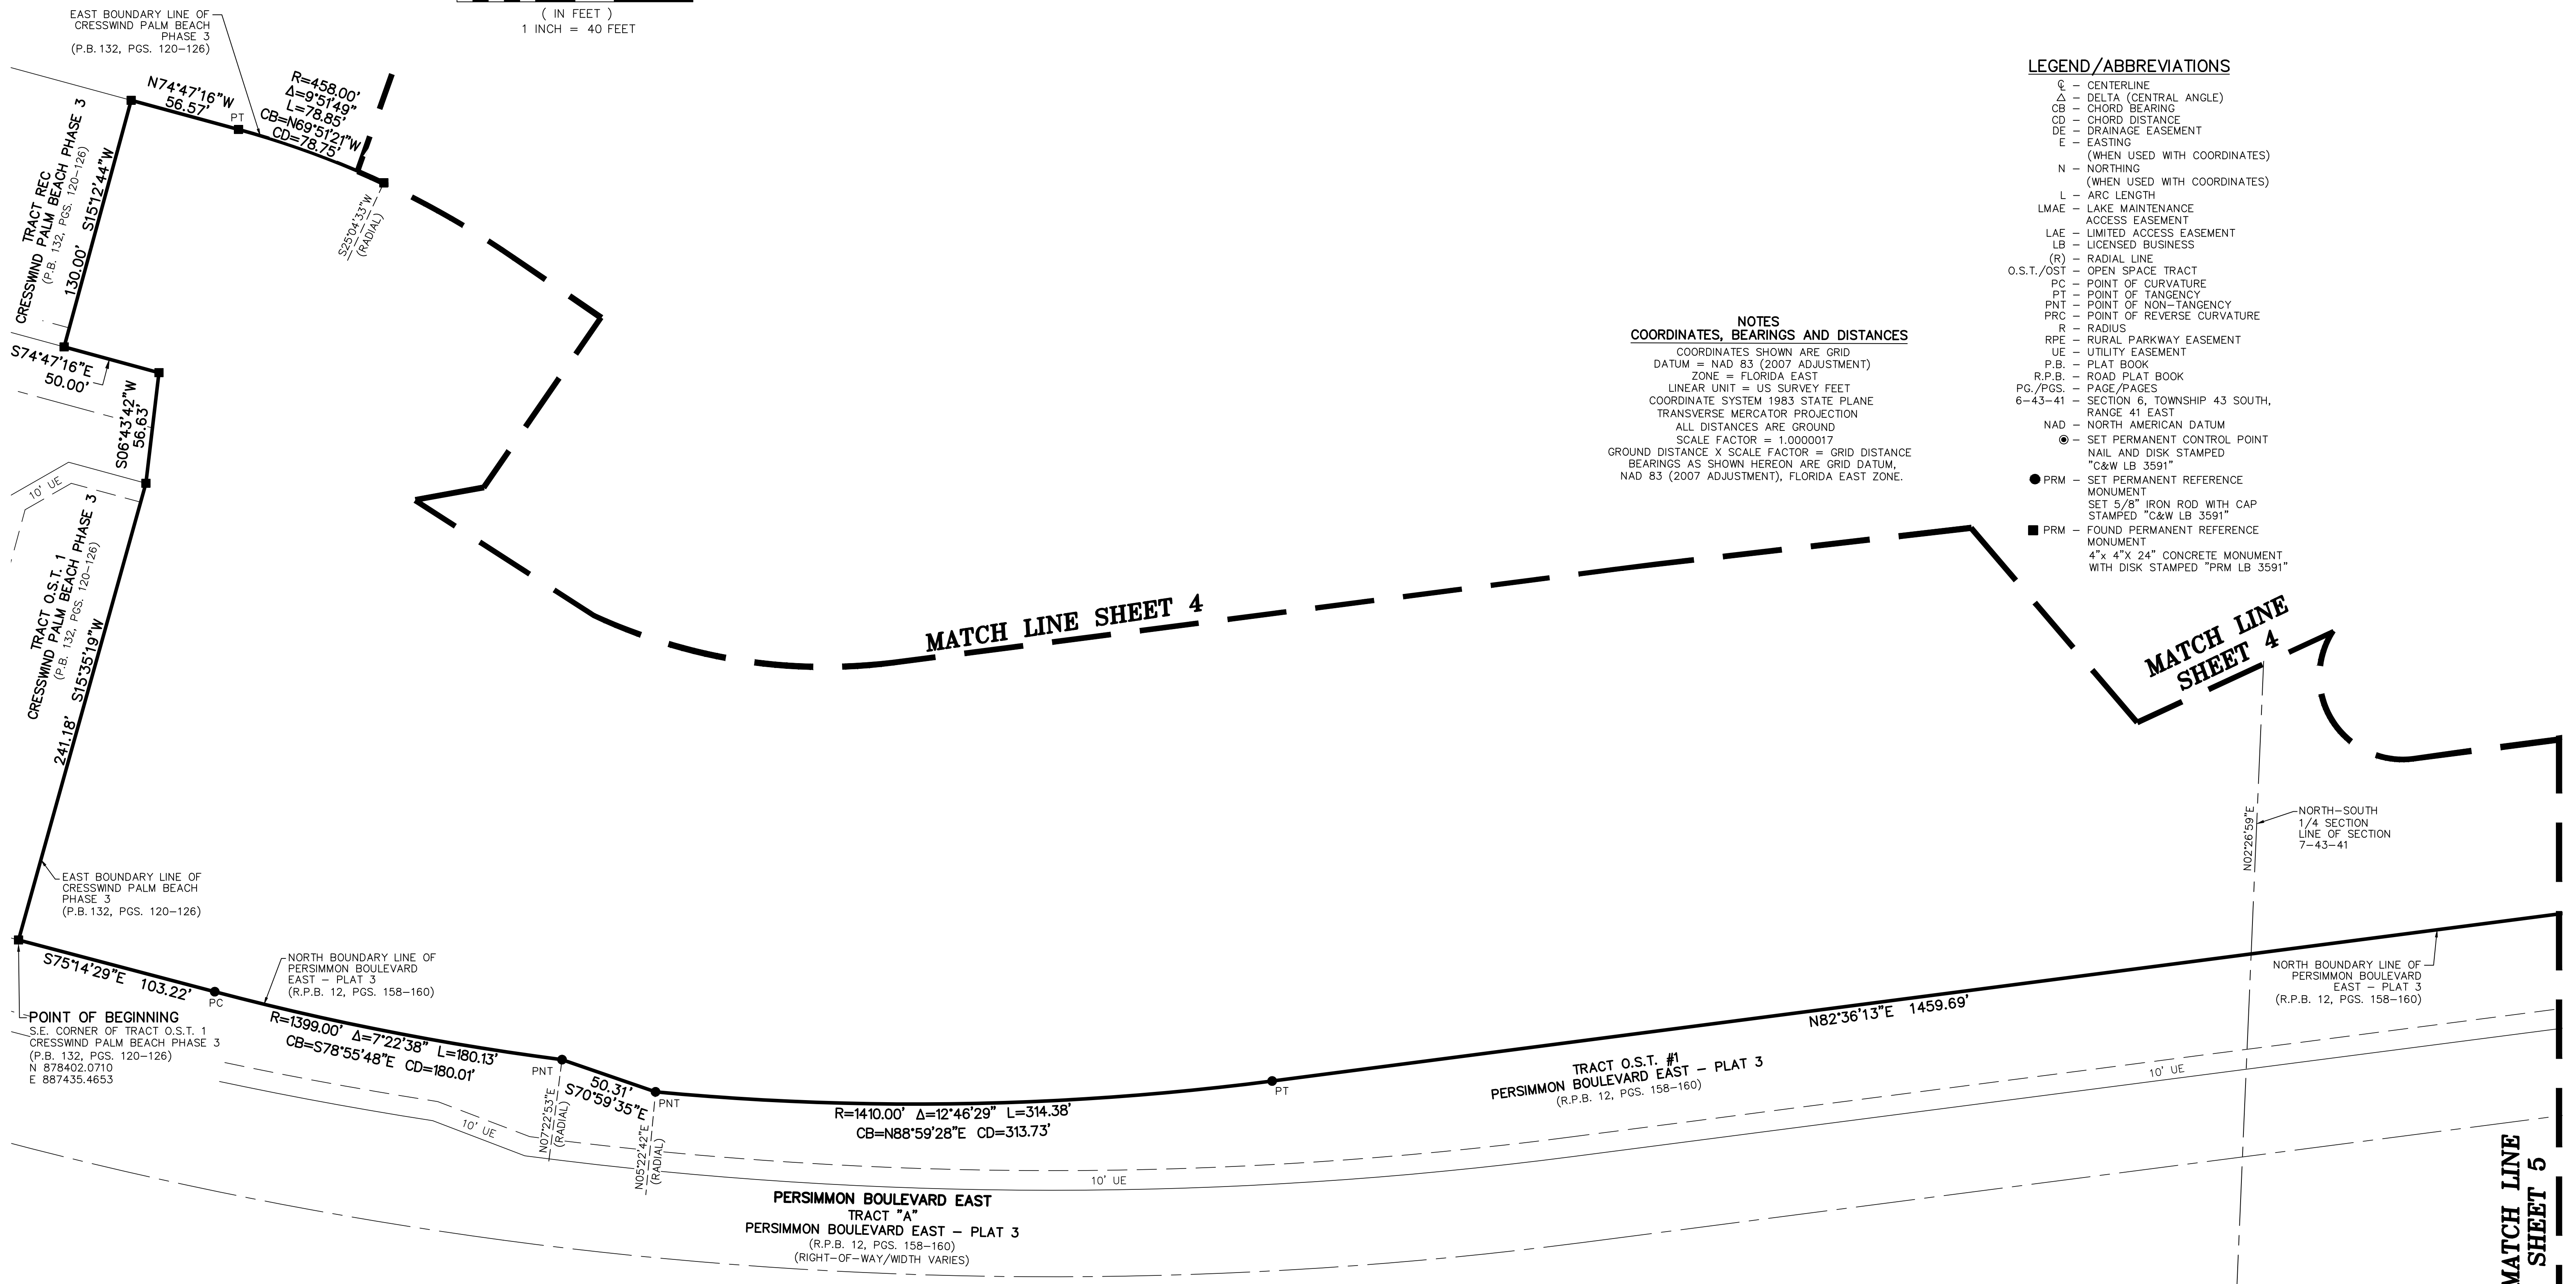 EAST BOUNDARY LINE OF
CRESSWIND PALM BEACH
PHASE 3
(P.B. 132, PGS. 120-126)
( IN FEET )
1 INCH = 40 FEET
N74°47'16"W
56.57'
PT
R=458.00'
Δ=9°51'49"
L=78.85'
CB=N69°51'21"W
CD=78.75'
S25°04'33"W
(RADIAL)
TRACT REC
CRESSWIND PALM BEACH PHASE 3
(P.B. 132, PGS. 120-126)
130.00' S15°12'44"W
S74°47'16"E
50.00'
S06°43'42"W
56.63'
10' UE
TRACT O.S.T. 1
CRESSWIND PALM BEACH PHASE 3
(P.B. 132, PGS. 120-126)
241.18' S15°35'19"W
EAST BOUNDARY LINE OF
CRESSWIND PALM BEACH
PHASE 3
(P.B. 132, PGS. 120-126)
S75°14'29"E 103.22'
PC
POINT OF BEGINNING
S.E. CORNER OF TRACT O.S.T. 1
CRESSWIND PALM BEACH PHASE 3
(P.B. 132, PGS. 120-126)
N 878402.0710
E 887435.4653
NORTH BOUNDARY LINE OF
PERSIMMON BOULEVARD
EAST - PLAT 3
(R.P.B. 12, PGS. 158-160)
R=1399.00' Δ=7°22'38" L=180.13'
CB=S78°55'48"E CD=180.01'
PNT
50.31'
S70°59'35"E
PNT
N07°22'53"E
(RADIAL)
N05°22'42"E
(RADIAL)
10' UE
R=1410.00' Δ=12°46'29" L=314.38'
CB=N88°59'28"E CD=313.73'
PT
10' UE
PERSIMMON BOULEVARD EAST
TRACT "A"
PERSIMMON BOULEVARD EAST - PLAT 3
(R.P.B. 12, PGS. 158-160)
(RIGHT-OF-WAY/WIDTH VARIES)
TRACT O.S.T. #1
PERSIMMON BOULEVARD EAST - PLAT 3
(R.P.B. 12, PGS. 158-160)
N82°36'13"E 1459.69'
10' UE
MATCH LINE SHEET 4
NOTES
COORDINATES, BEARINGS AND DISTANCES
COORDINATES SHOWN ARE GRID
DATUM = NAD 83 (2007 ADJUSTMENT)
ZONE = FLORIDA EAST
LINEAR UNIT = US SURVEY FEET
COORDINATE SYSTEM 1983 STATE PLANE
TRANSVERSE MERCATOR PROJECTION
ALL DISTANCES ARE GROUND
SCALE FACTOR = 1.0000017
GROUND DISTANCE X SCALE FACTOR = GRID DISTANCE
BEARINGS AS SHOWN HEREON ARE GRID DATUM,
NAD 83 (2007 ADJUSTMENT), FLORIDA EAST ZONE.
LEGEND/ABBREVIATIONS
℄ - CENTERLINE
Δ - DELTA (CENTRAL ANGLE)
CB - CHORD BEARING
CD - CHORD DISTANCE
DE - DRAINAGE EASEMENT
E - EASTING
(WHEN USED WITH COORDINATES)
N - NORTHING
(WHEN USED WITH COORDINATES)
L - ARC LENGTH
LMAE - LAKE MAINTENANCE
ACCESS EASEMENT
LAE - LIMITED ACCESS EASEMENT
LB - LICENSED BUSINESS
(R) - RADIAL LINE
O.S.T./OST - OPEN SPACE TRACT
PC - POINT OF CURVATURE
PT - POINT OF TANGENCY
PNT - POINT OF NON-TANGENCY
PRC - POINT OF REVERSE CURVATURE
R - RADIUS
RPE - RURAL PARKWAY EASEMENT
UE - UTILITY EASEMENT
P.B. - PLAT BOOK
R.P.B. - ROAD PLAT BOOK
PG./PGS. - PAGE/PAGES
6-43-41 - SECTION 6, TOWNSHIP 43 SOUTH,
RANGE 41 EAST
NAD - NORTH AMERICAN DATUM
- SET PERMANENT CONTROL POINT
NAIL AND DISK STAMPED
"C&W LB 3591"
PRM - SET PERMANENT REFERENCE
MONUMENT
SET 5/8" IRON ROD WITH CAP
STAMPED "C&W LB 3591"
PRM - FOUND PERMANENT REFERENCE
MONUMENT
4"x 4"X 24" CONCRETE MONUMENT
WITH DISK STAMPED "PRM LB 3591"
MATCH LINE
SHEET 4
N02°26'59"E
NORTH-SOUTH
1/4 SECTION
LINE OF SECTION
7-43-41
NORTH BOUNDARY LINE OF
PERSIMMON BOULEVARD
EAST - PLAT 3
(R.P.B. 12, PGS. 158-160)
MATCH LINE
SHEET 5